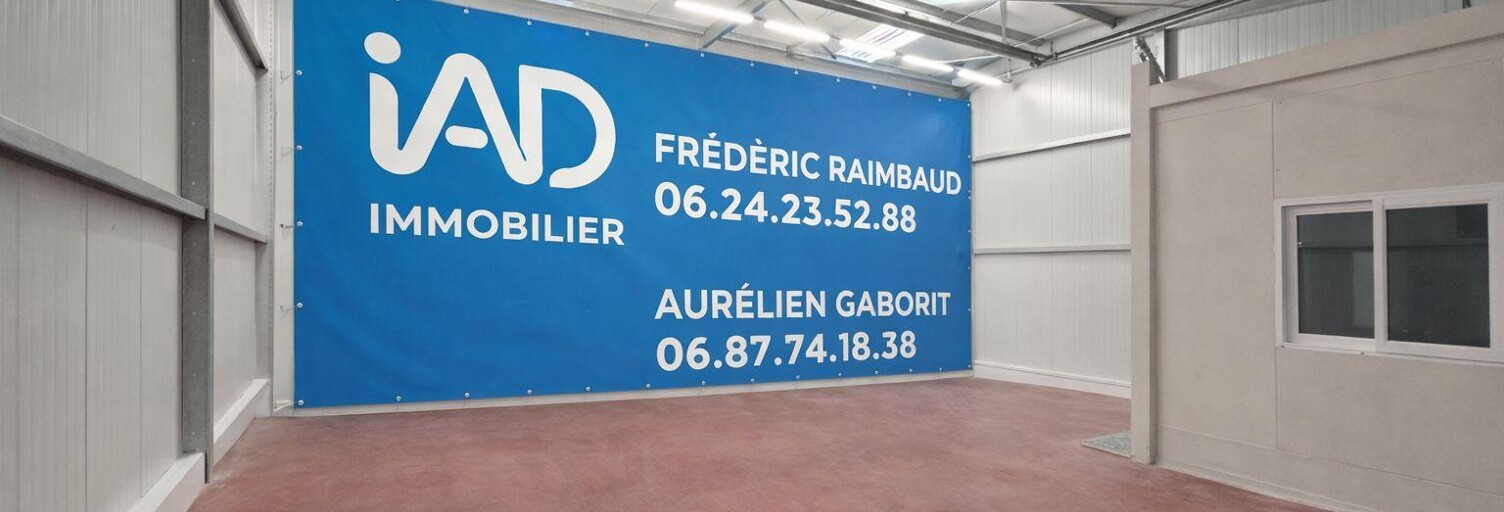 iAD
IMMOBILIER
FRÉDÈRIC RAIMBAUD
06.24.23.52.88
AURÉLIEN GABORIT
06.87.74.18.38